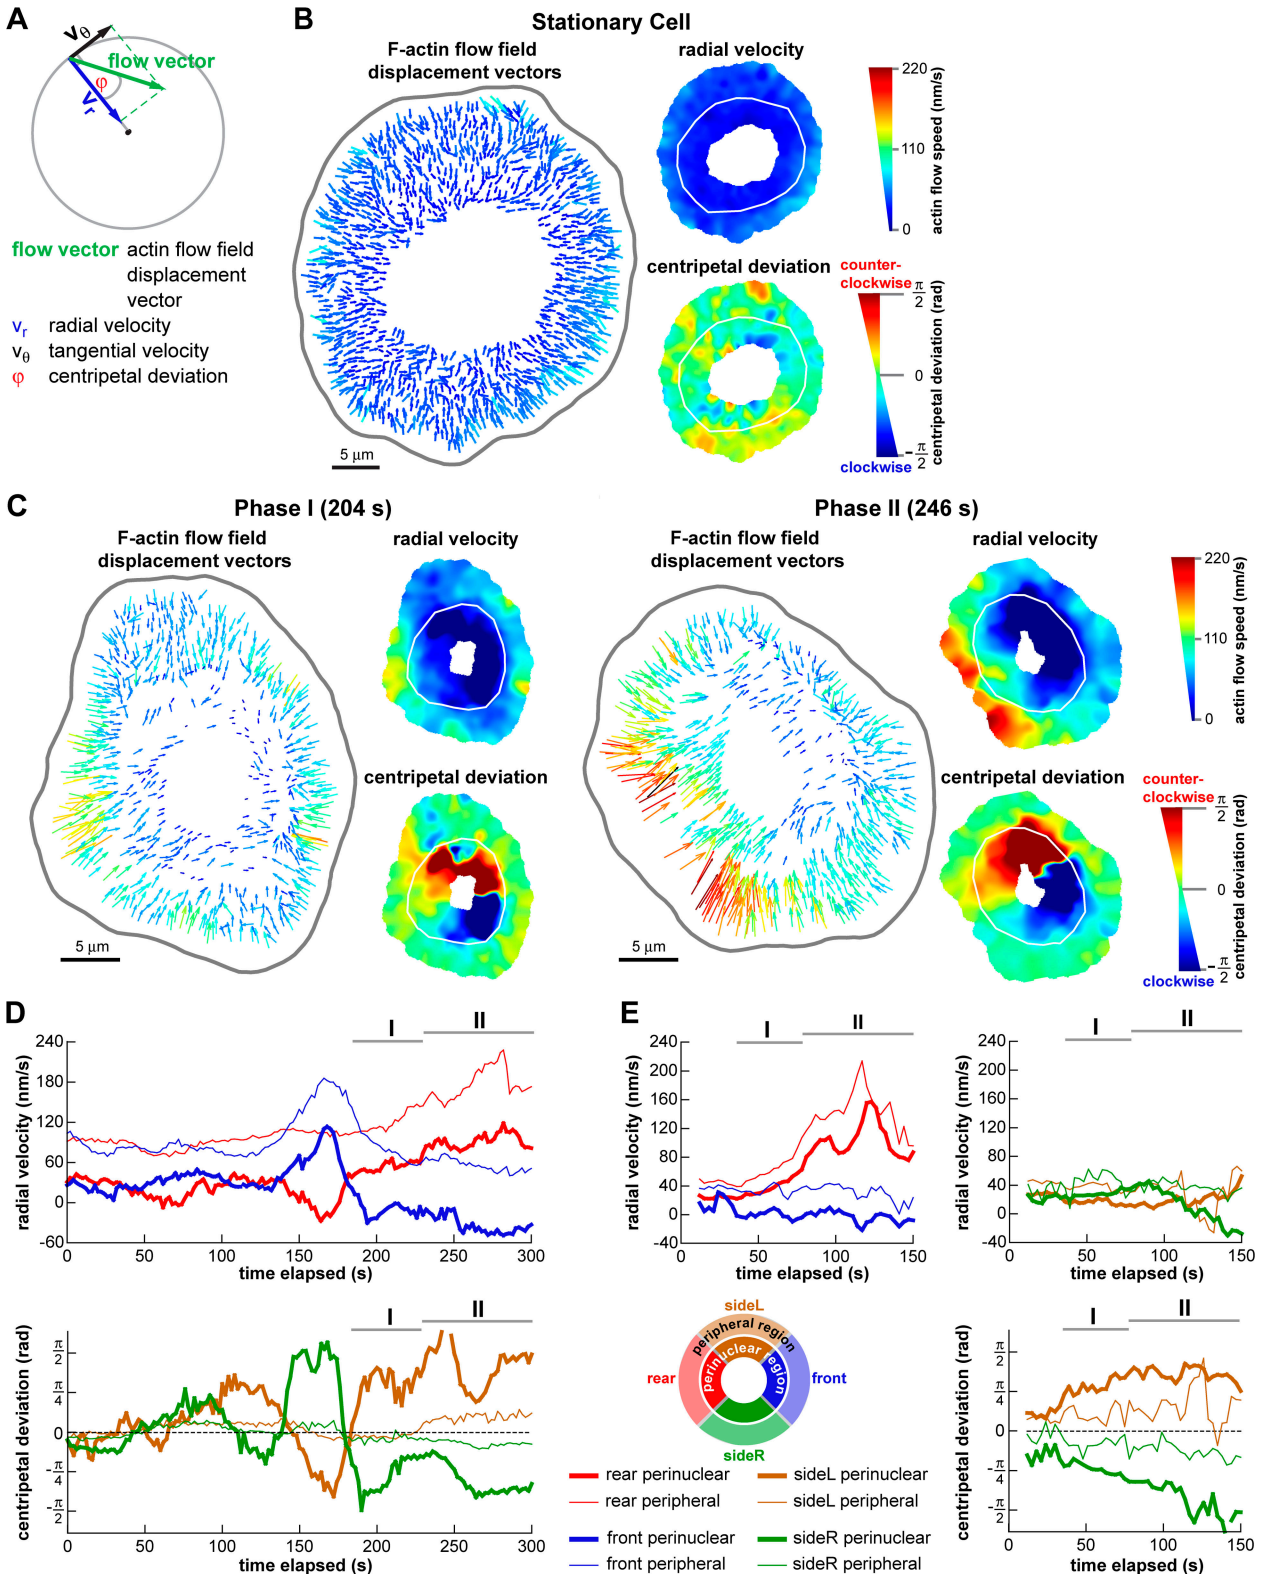 A
vθ
flow vector
φ
vr
flow vector actin flow field
displacement
vector
vr radial velocity
vθ tangential velocity
φ centripetal deviation
B
Stationary Cell
F-actin flow field
displacement vectors
5 µm
radial velocity
220
110
0
actin flow speed (nm/s)
centripetal deviation
counter-
clockwise
π/2
0
-π/2
clockwise
centripetal deviation (rad)
C
Phase I (204 s)
F-actin flow field
displacement vectors
5 µm
radial velocity
centripetal deviation
Phase II (246 s)
F-actin flow field
displacement vectors
5 µm
radial velocity
220
110
0
actin flow speed (nm/s)
centripetal deviation
counter-
clockwise
π/2
0
-π/2
clockwise
centripetal deviation (rad)
D
I
II
radial velocity (nm/s)
240
180
120
60
0
-60
0 50 100 150 200 250 300
time elapsed (s)
I
II
centripetal deviation (rad)
π/2
π/4
0
-π/4
-π/2
0 50 100 150 200 250 300
time elapsed (s)
E
I
II
radial velocity (nm/s)
240
200
160
120
80
40
0
-40
0 50 100 150
time elapsed (s)
I
II
radial velocity (nm/s)
240
200
160
120
80
40
0
-40
0 50 100 150
time elapsed (s)
sideL
peripheral region
perinuclear region
rear
front
sideR
rear perinuclear
rear peripheral
front perinuclear
front peripheral
sideL perinuclear
sideL peripheral
sideR perinuclear
sideR peripheral
I
II
centripetal deviation (rad)
π/2
π/4
0
-π/4
-π/2
0 50 100 150
time elapsed (s)